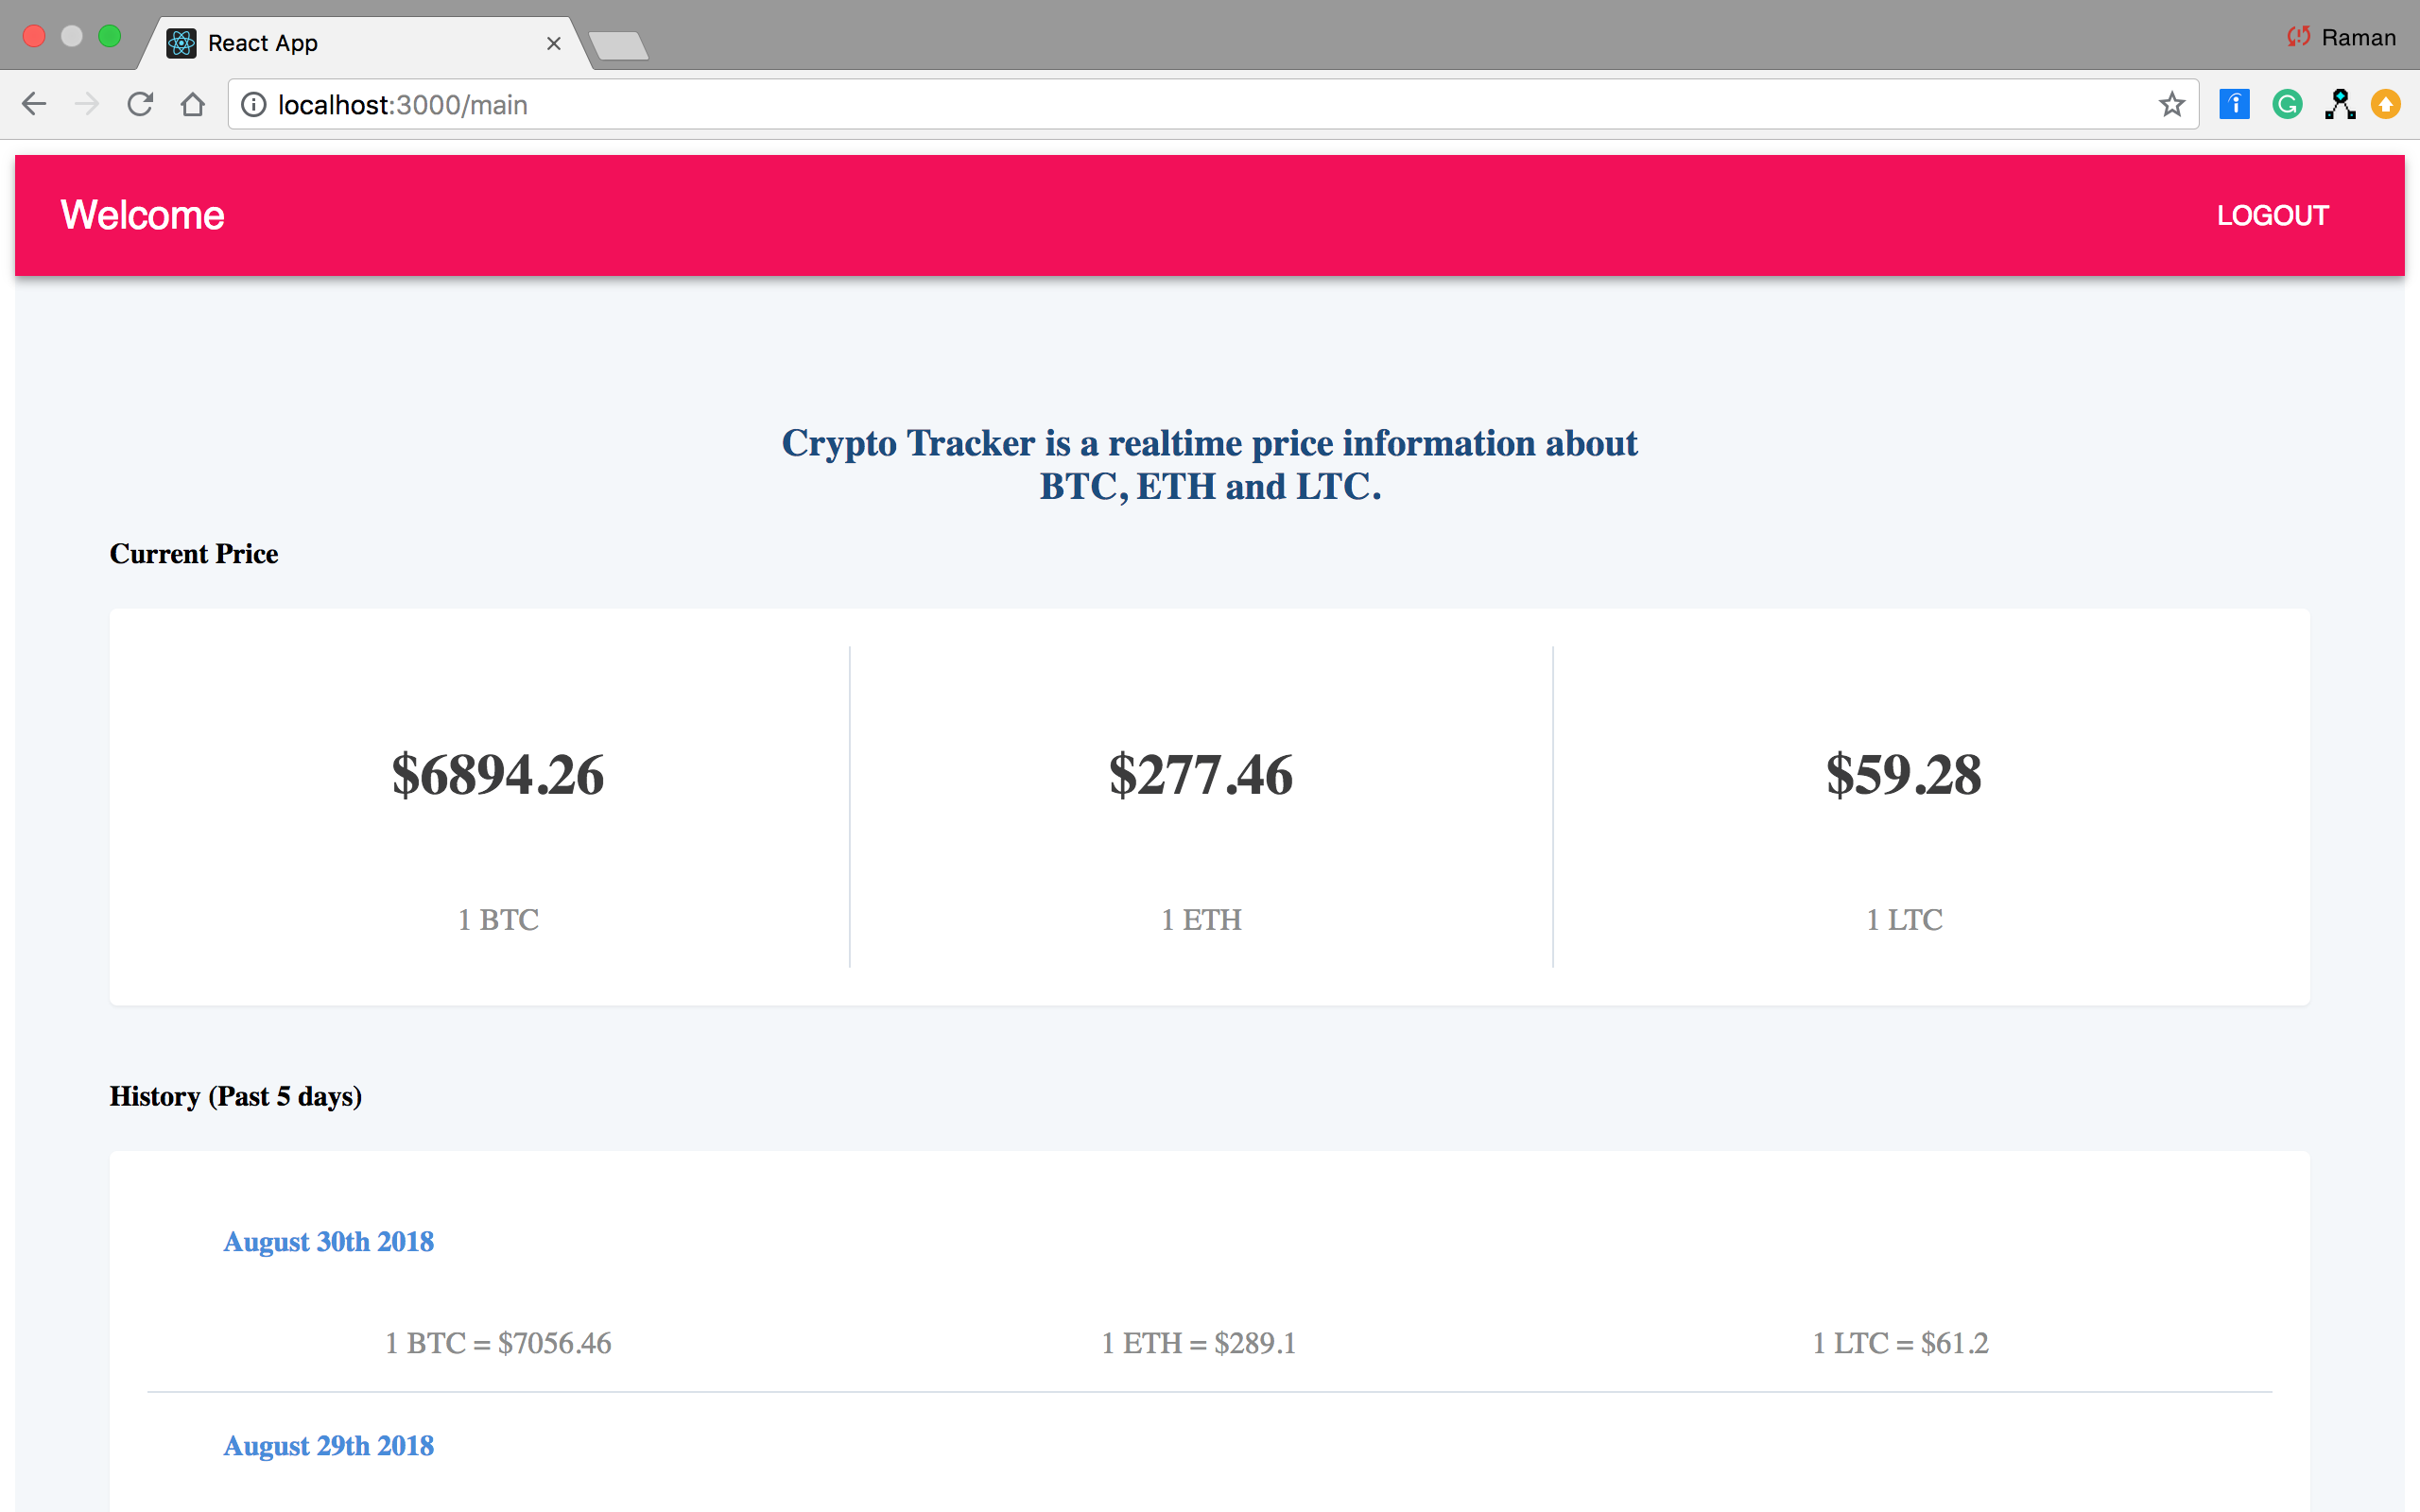 React App
Raman
localhost:3000/main
Welcome
LOGOUT
Crypto Tracker is a realtime price information about
BTC, ETH and LTC.
Current Price
$6894.26
$277.46
$59.28
1 BTC
1 ETH
1 LTC
History (Past 5 days)
August 30th 2018
1 BTC = $7056.46
1 ETH = $289.1
1 LTC = $61.2
August 29th 2018